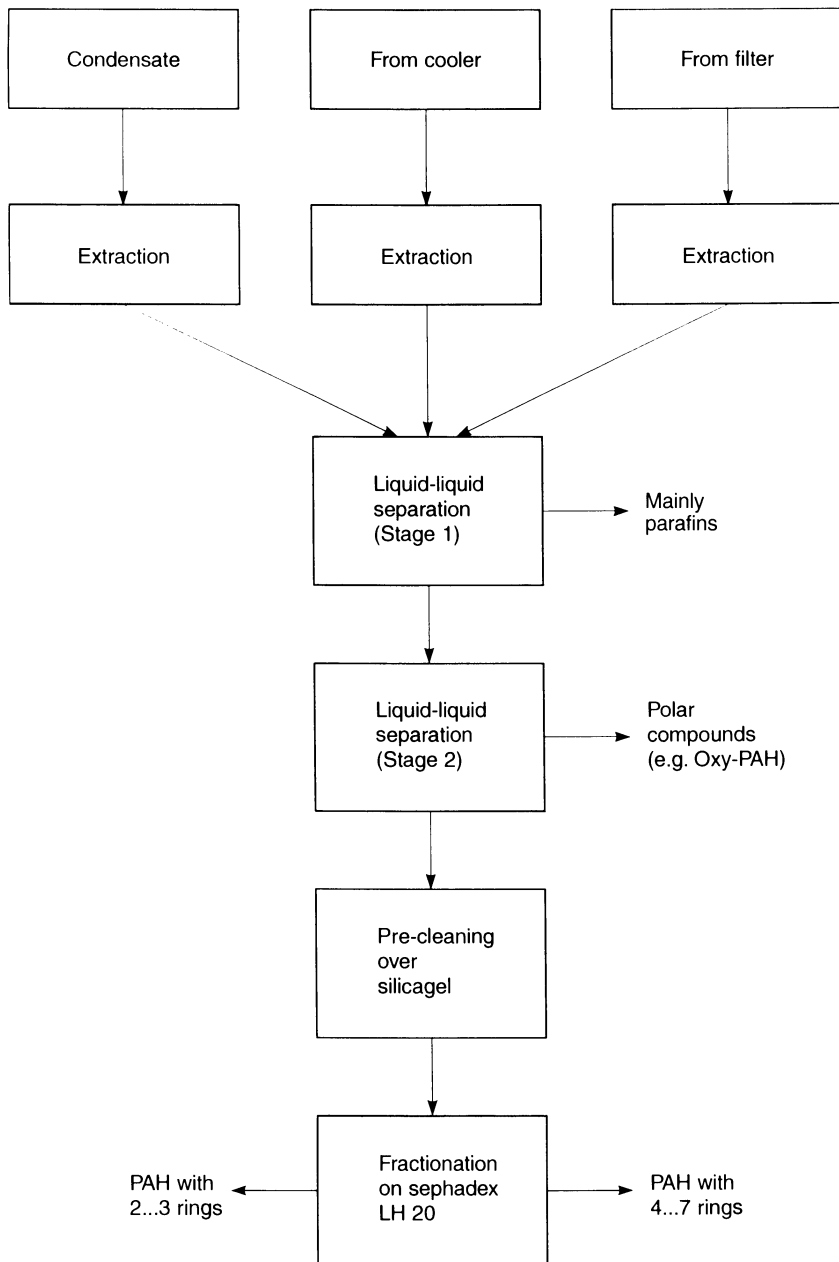 Condensate
From cooler
From filter
Extraction
Extraction
Extraction
Liquid-liquid
separation
(Stage 1)
Mainly
parafins
Liquid-liquid
separation
(Stage 2)
Polar
compounds
(e.g. Oxy-PAH)
Pre-cleaning
over
silicagel
PAH with
2...3 rings
Fractionation
on sephadex
LH 20
PAH with
4...7 rings